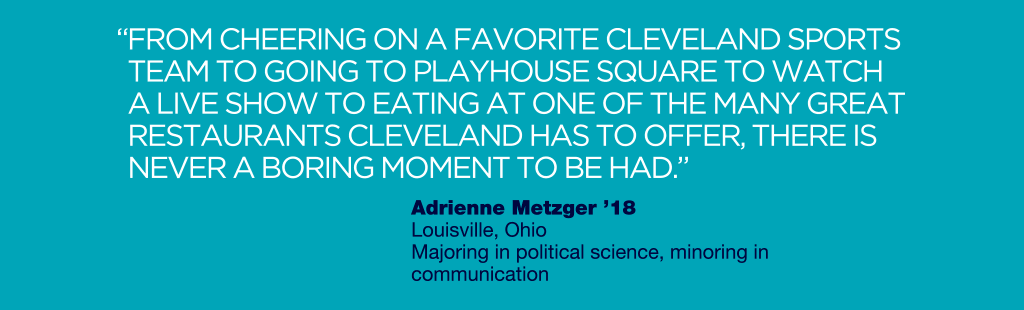 “FROM CHEERING ON A FAVORITE CLEVELAND SPORTS
TEAM TO GOING TO PLAYHOUSE SQUARE TO WATCH
A LIVE SHOW TO EATING AT ONE OF THE MANY GREAT
RESTAURANTS CLEVELAND HAS TO OFFER, THERE IS
NEVER A BORING MOMENT TO BE HAD.”
Adrienne Metzger ’18
Louisville, Ohio
Majoring in political science, minoring in
communication